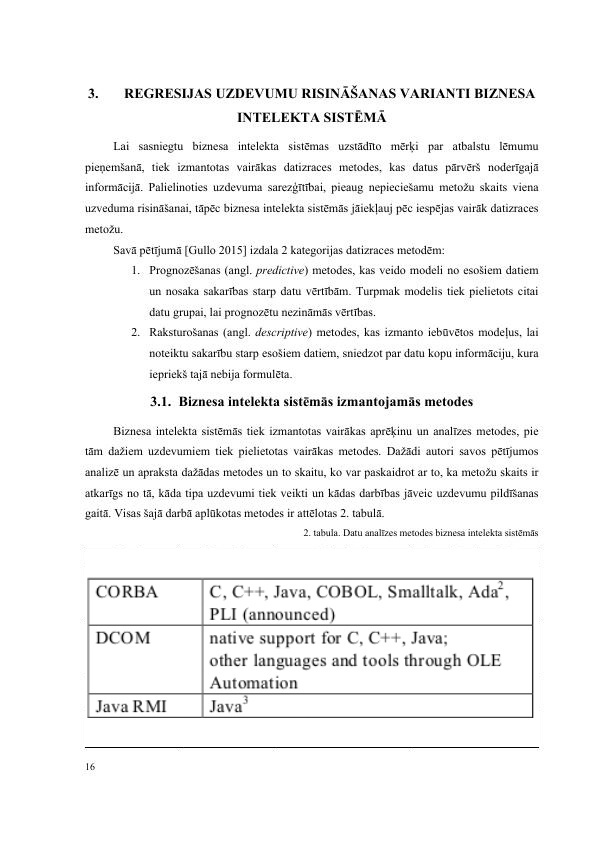 3. REGRESIJAS UZDEVUMU RISINĀŠANAS VARIANTI BIZNESA
INTELEKTA SISTĒMĀ
Lai sasniegtu biznesa intelekta sistēmas uzstādīto mērķi par atbalstu lēmumu
pieņemšanā, tiek izmantotas vairākas datizraces metodes, kas datus pārvērš noderīgajā
informācijā. Palielinoties uzdevuma sarezģītībai, pieaug nepieciešamu metožu skaits viena
uzveduma risināšanai, tāpēc biznesa intelekta sistēmās jāiekļauj pēc iespējas vairāk datizraces
metožu.
Savā pētījumā [Gullo 2015] izdala 2 kategorijas datizraces metodēm:
1. Prognozēšanas (angl. predictive) metodes, kas veido modeli no esošiem datiem
un nosaka sakarības starp datu vērtībām. Turpmak modelis tiek pielietots citai
datu grupai, lai prognozētu nezināmās vērtības.
2. Raksturošanas (angl. descriptive) metodes, kas izmanto iebūvētos modeļus, lai
noteiktu sakarību starp esošiem datiem, sniedzot par datu kopu informāciju, kura
iepriekš tajā nebija formulēta.
3.1. Biznesa intelekta sistēmās izmantojamās metodes
Biznesa intelekta sistēmās tiek izmantotas vairākas aprēķinu un analīzes metodes, pie
tām dažiem uzdevumiem tiek pielietotas vairākas metodes. Dažādi autori savos pētījumos
analizē un apraksta dažādas metodes un to skaitu, ko var paskaidrot ar to, ka metožu skaits ir
atkarīgs no tā, kāda tipa uzdevumi tiek veikti un kādas darbības jāveic uzdevumu pildīšanas
gaitā. Visas šajā darbā aplūkotas metodes ir attēlotas 2. tabulā.
2. tabula. Datu analīzes metodes biznesa intelekta sistēmās
CORBA C, C++, Java, COBOL, Smalltalk, Ada²,
PLI (announced)
DCOM native support for C, C++, Java;
other languages and tools through OLE
Automation
Java RMI Java³
16